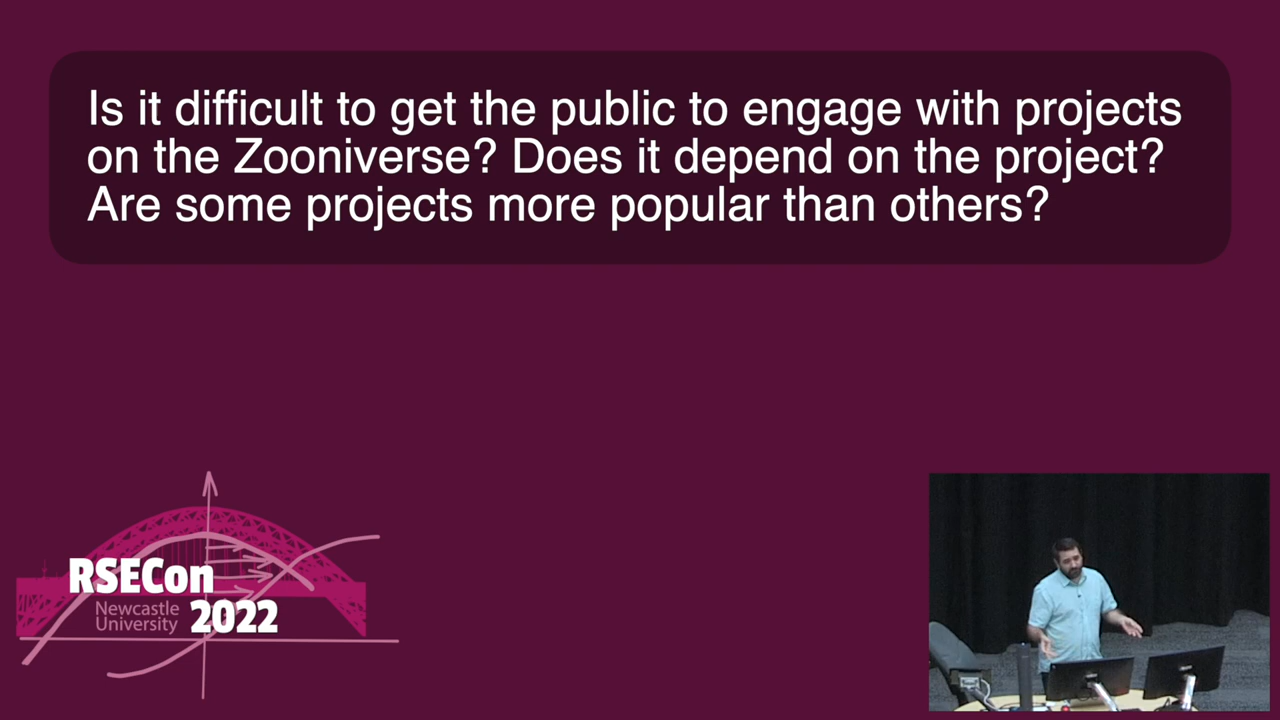 Is it difficult to get the public to engage with projects
on the Zooniverse? Does it depend on the project?
Are some projects more popular than others?
RSECon
Newcastle
University 2022